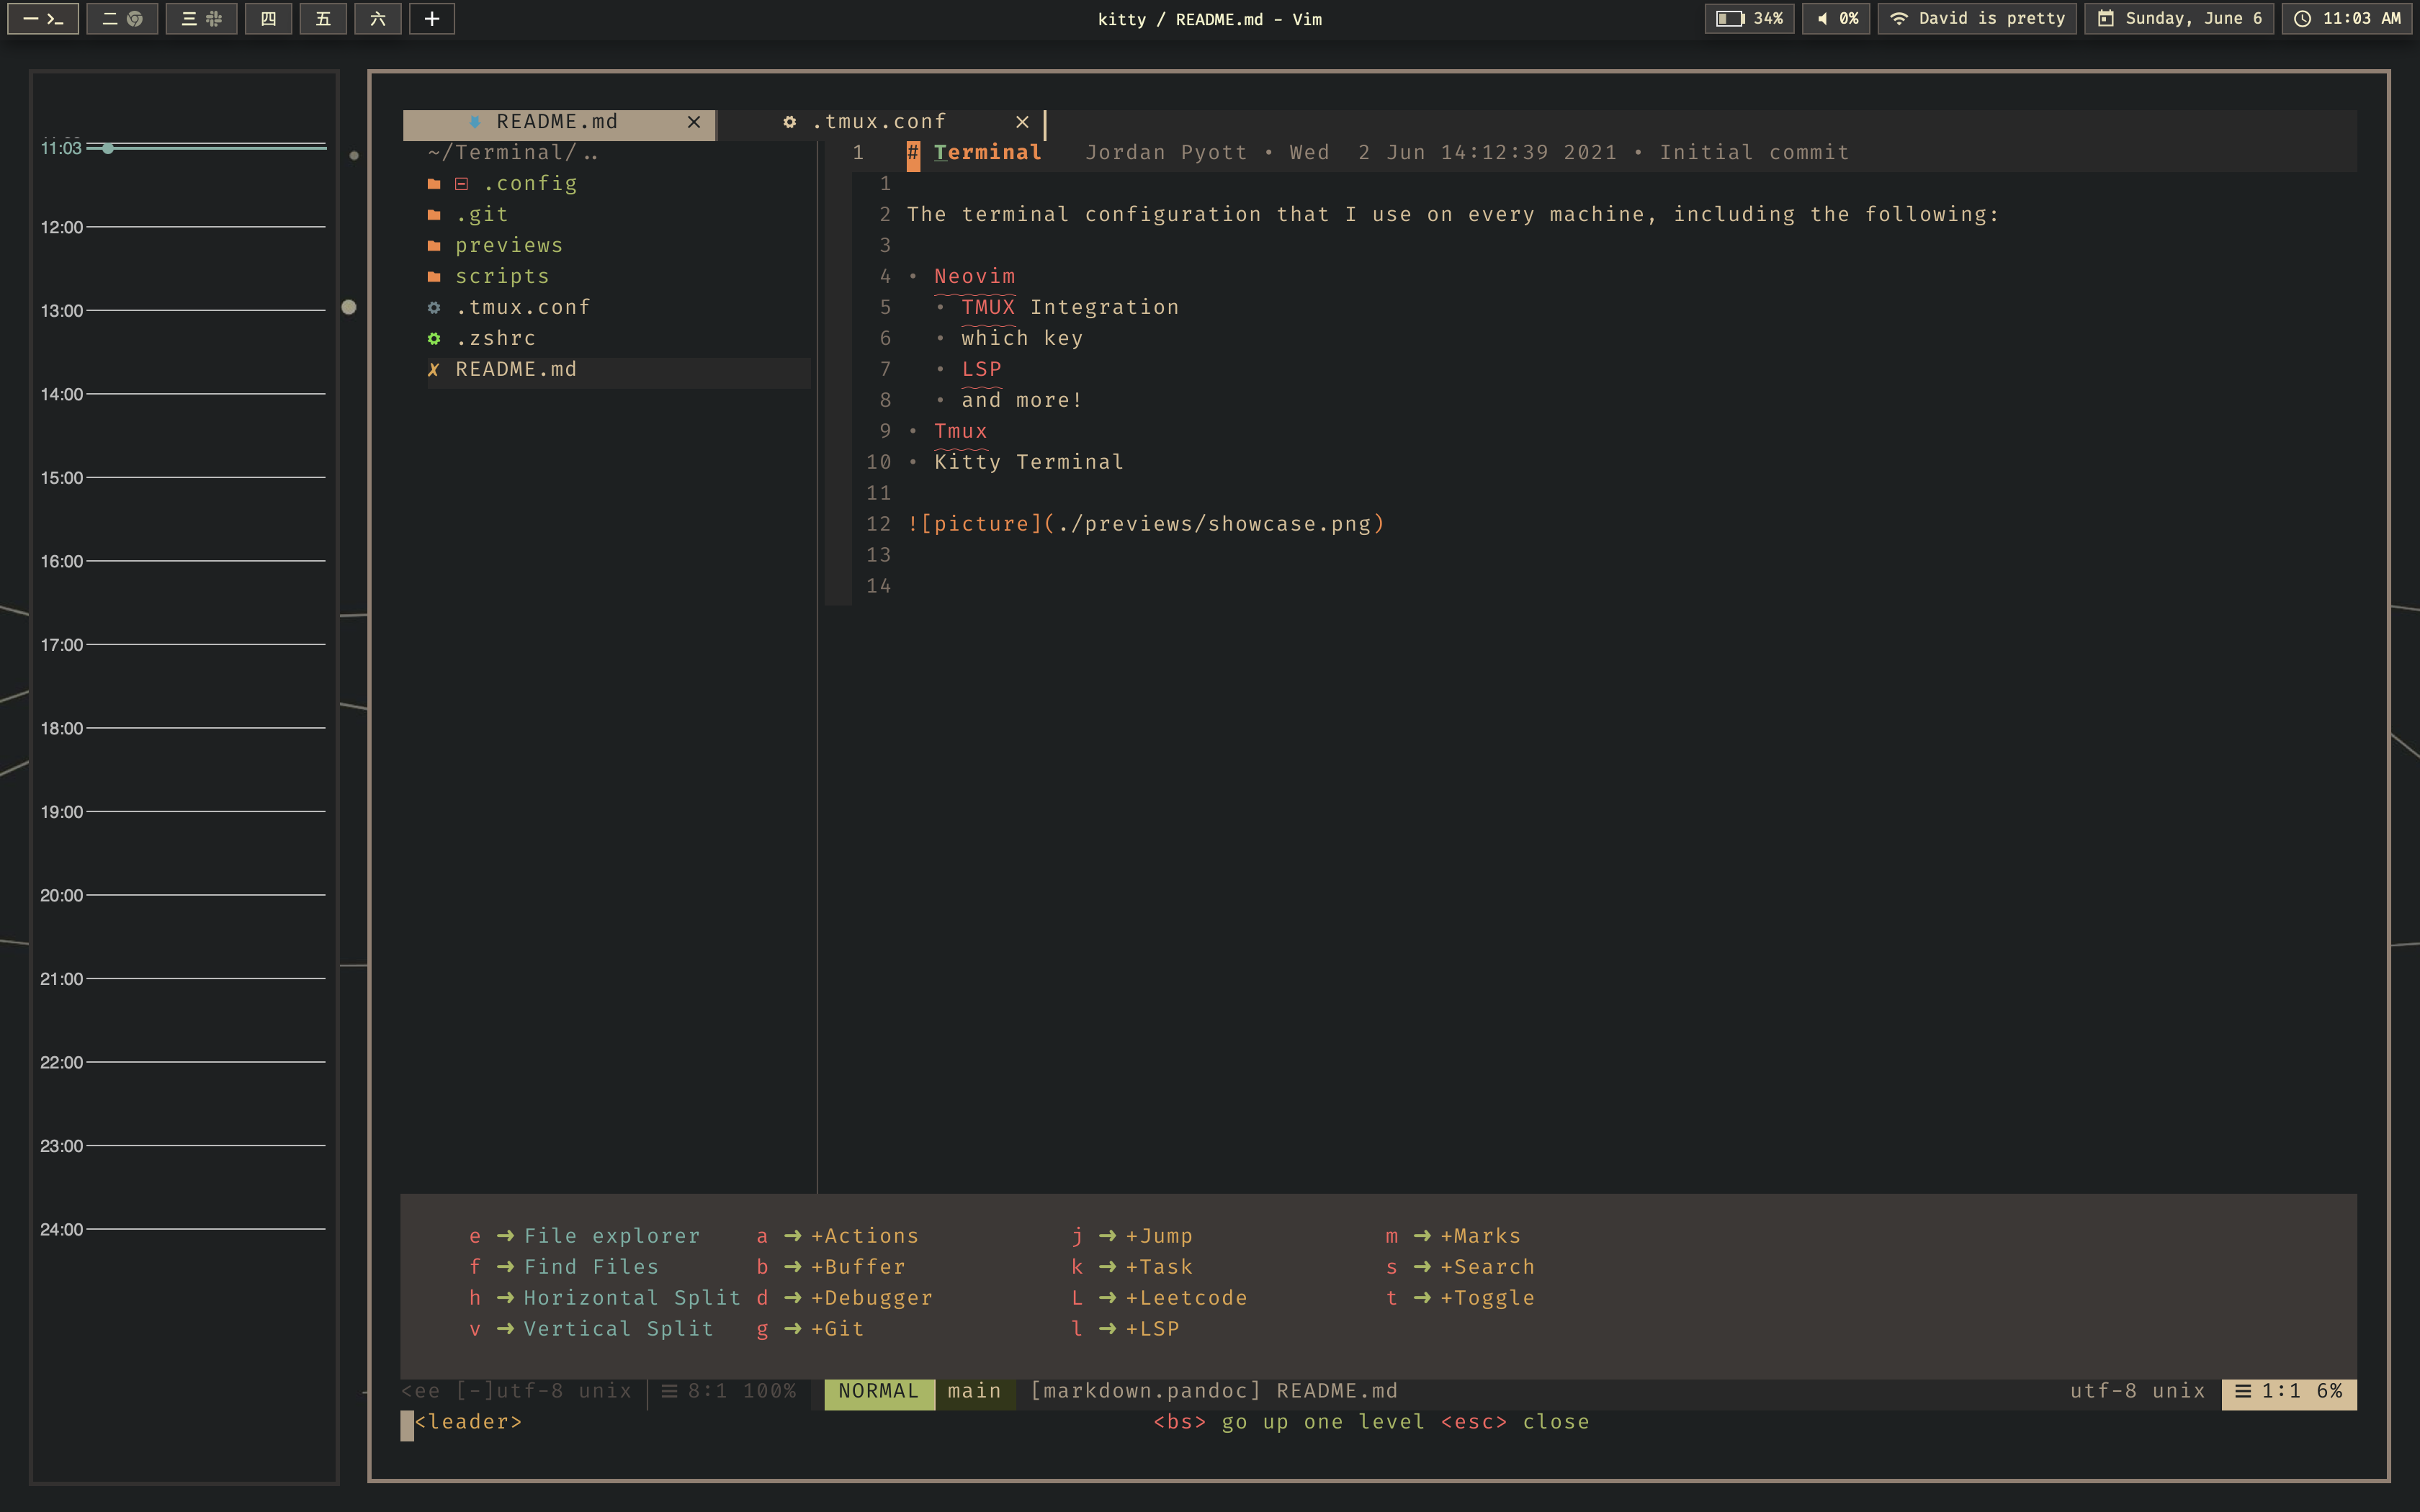 一 二 三 四 五 六 +
kitty / README.md - Vim
34% 0% David is pretty Sunday, June 6 11:03 AM
11:03
12:00
13:00
14:00
15:00
16:00
17:00
18:00
19:00
20:00
21:00
22:00
23:00
24:00
README.md × .tmux.conf ×
~/Terminal/..
.config
.git
previews
scripts
.tmux.conf
.zshrc
✗ README.md
1 # Terminal Jordan Pyott • Wed 2 Jun 14:12:39 2021 • Initial commit
1
2 The terminal configuration that I use on every machine, including the following:
3
4 • Neovim
5 • TMUX Integration
6 • which key
7 • LSP
8 • and more!
9 • Tmux
10 • Kitty Terminal
11
12 ![picture](./previews/showcase.png)
13
14
e → File explorer a → +Actions j → +Jump m → +Marks
f → Find Files b → +Buffer k → +Task s → +Search
h → Horizontal Split d → +Debugger L → +Leetcode t → +Toggle
v → Vertical Split g → +Git l → +LSP
<ee [-]utf-8 unix ☰ 8:1 100% NORMAL main [markdown.pandoc] README.md utf-8 unix ☰ 1:1 6%
<leader> <bs> go up one level <esc> close